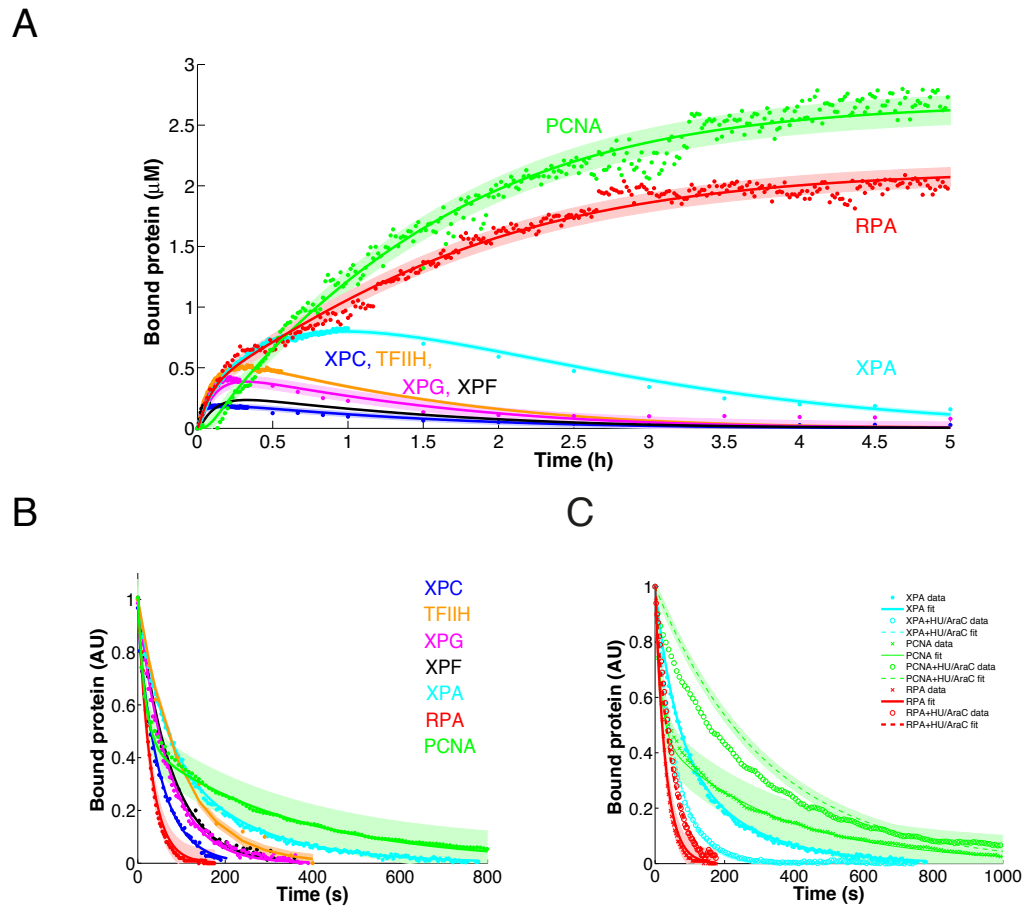 A
3
2.5
2
1.5
1
0.5
0
Bound protein (μM)
PCNA
RPA
XPA
XPC, TFIIH,
XPG, XPF
0 0.5 1 1.5 2 2.5 3 3.5 4 4.5 5
Time (h)
B
1
0.8
0.6
0.4
0.2
0
Bound protein (AU)
XPC
TFIIH
XPG
XPF
XPA
RPA
PCNA
0 200 400 600 800
Time (s)
C
1
0.8
0.6
0.4
0.2
0
Bound protein (AU)
XPA data
XPA fit
XPA+HU/AraC data
XPA+HU/AraC fit
PCNA data
PCNA fit
PCNA+HU/AraC data
PCNA+HU/AraC fit
RPA data
RPA fit
RPA+HU/AraC data
RPA+HU/AraC fit
0 200 400 600 800 1000
Time (s)